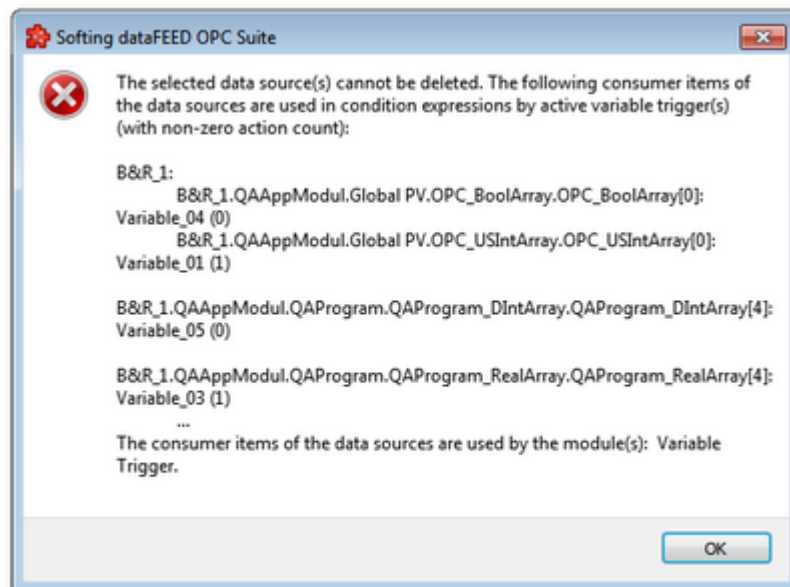 Softing dataFEED OPC Suite
The selected data source(s) cannot be deleted. The following consumer items of
the data sources are used in condition expressions by active variable trigger(s)
(with non-zero action count):
B&R_1:
B&R_1.QAAppModul.Global PV.OPC_BoolArray.OPC_BoolArray[0]:
Variable_04 (0)
B&R_1.QAAppModul.Global PV.OPC_USIntArray.OPC_USIntArray[0]:
Variable_01 (1)
B&R_1.QAAppModul.QAProgram.QAProgram_DIntArray.QAProgram_DIntArray[4]:
Variable_05 (0)
B&R_1.QAAppModul.QAProgram.QAProgram_RealArray.QAProgram_RealArray[4]:
Variable_03 (1)
...
The consumer items of the data sources are used by the module(s):  Variable
Trigger.
OK